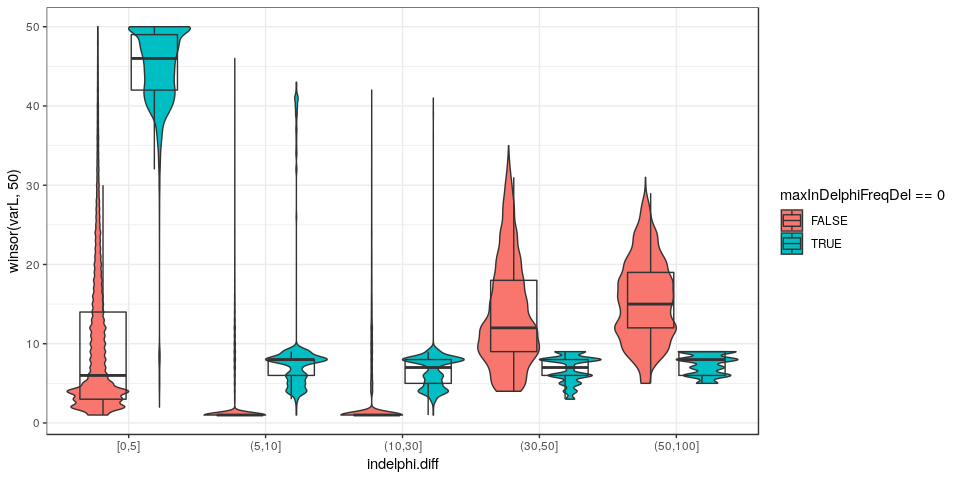 50
40
30
20
10
0
winsor(varL, 50)
[0,5]
(5,10]
(10,30]
(30,50]
(50,100]
indelphi.diff
maxInDelphiFreqDel == 0
FALSE
TRUE